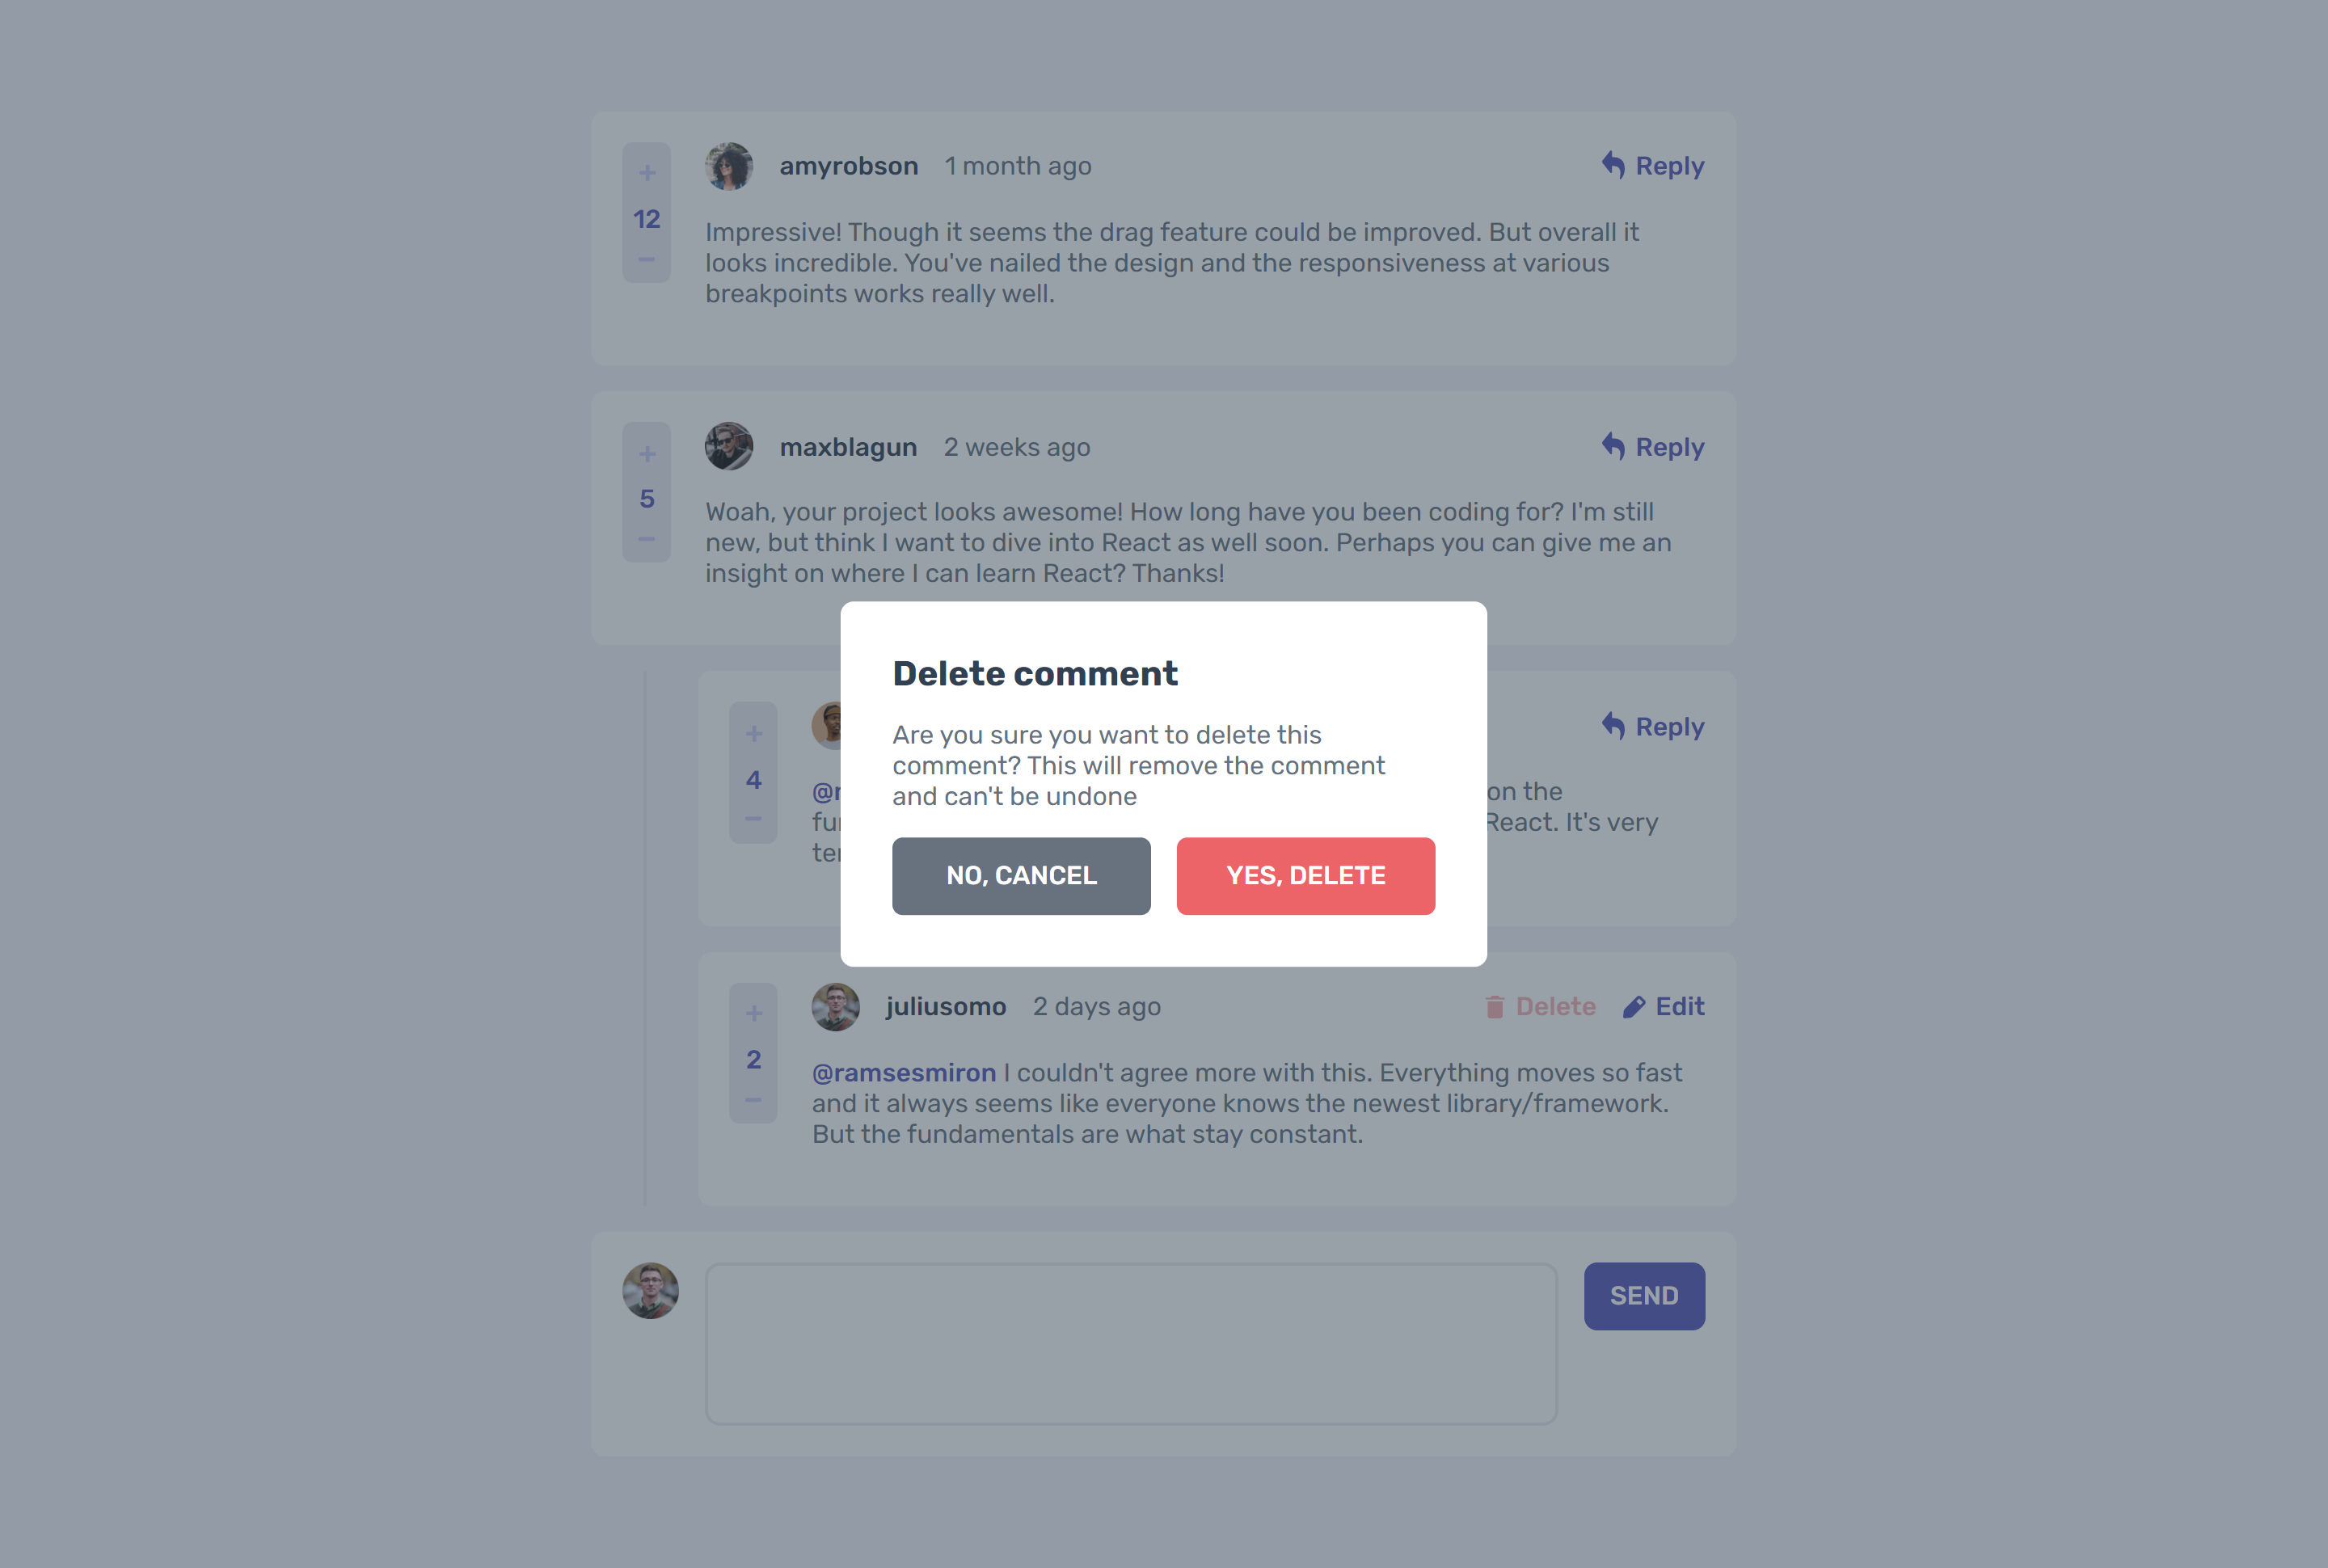 +
12
−
amyrobson 1 month ago
Reply
Impressive! Though it seems the drag feature could be improved. But overall it
looks incredible. You've nailed the design and the responsiveness at various
breakpoints works really well.
+
5
−
maxblagun 2 weeks ago
Reply
Woah, your project looks awesome! How long have you been coding for? I'm still
new, but think I want to dive into React as well soon. Perhaps you can give me an
insight on where I can learn React? Thanks!
+
4
−
Reply
on the
React. It's very
Delete comment
Are you sure you want to delete this
comment? This will remove the comment
and can't be undone
NO, CANCEL
YES, DELETE
+
2
−
juliusomo 2 days ago
Delete
Edit
@ramsesmiron I couldn't agree more with this. Everything moves so fast
and it always seems like everyone knows the newest library/framework.
But the fundamentals are what stay constant.
SEND